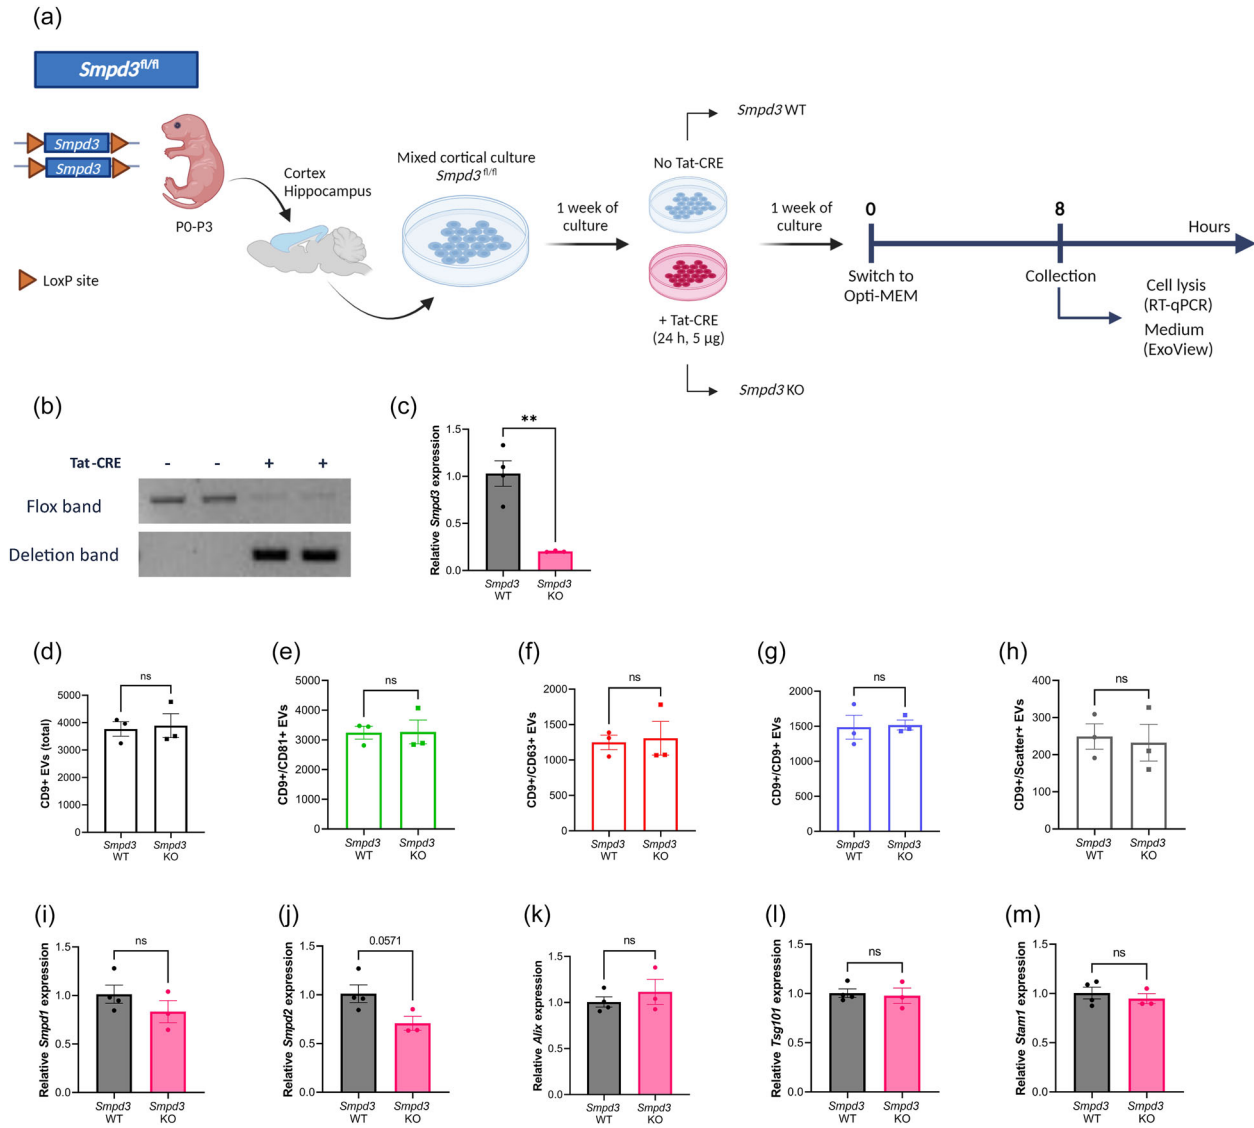 (a)
Smpd3fl/fl
Smpd3
Smpd3
P0-P3
LoxP site
Cortex
Hippocampus
Mixed cortical culture
Smpd3fl/fl
1 week of
culture
Smpd3 WT
No Tat-CRE
+ Tat-CRE
(24 h, 5 µg)
Smpd3 KO
1 week of
culture
0
8
Hours
Switch to
Opti-MEM
Collection
Cell lysis
(RT-qPCR)
Medium
(ExoView)
(b)
Tat-CRE - - + +
Flox band
Deletion band
(c)
Relative Smpd3 expression
1.5
1.0
0.5
0.0
**
Smpd3
WT
Smpd3
KO
(d)
CD9+ EVs (total)
5000
4000
3000
2000
1000
0
ns
Smpd3
WT
Smpd3
KO
(e)
CD9+/CD81+ EVs
5000
4000
3000
2000
1000
0
ns
Smpd3
WT
Smpd3
KO
(f)
CD9+/CD63+ EVs
2000
1500
1000
500
0
ns
Smpd3
WT
Smpd3
KO
(g)
CD9+/CD9+ EVs
2000
1500
1000
500
0
ns
Smpd3
WT
Smpd3
KO
(h)
CD9+/Scatter+ EVs
400
300
200
100
0
ns
Smpd3
WT
Smpd3
KO
(i)
Relative Smpd1 expression
1.5
1.0
0.5
0.0
ns
Smpd3
WT
Smpd3
KO
(j)
Relative Smpd2 expression
1.5
1.0
0.5
0.0
0.0571
Smpd3
WT
Smpd3
KO
(k)
Relative Alix expression
1.5
1.0
0.5
0.0
ns
Smpd3
WT
Smpd3
KO
(l)
Relative Tsg101 expression
1.5
1.0
0.5
0.0
ns
Smpd3
WT
Smpd3
KO
(m)
Relative Stam1 expression
1.5
1.0
0.5
0.0
ns
Smpd3
WT
Smpd3
KO